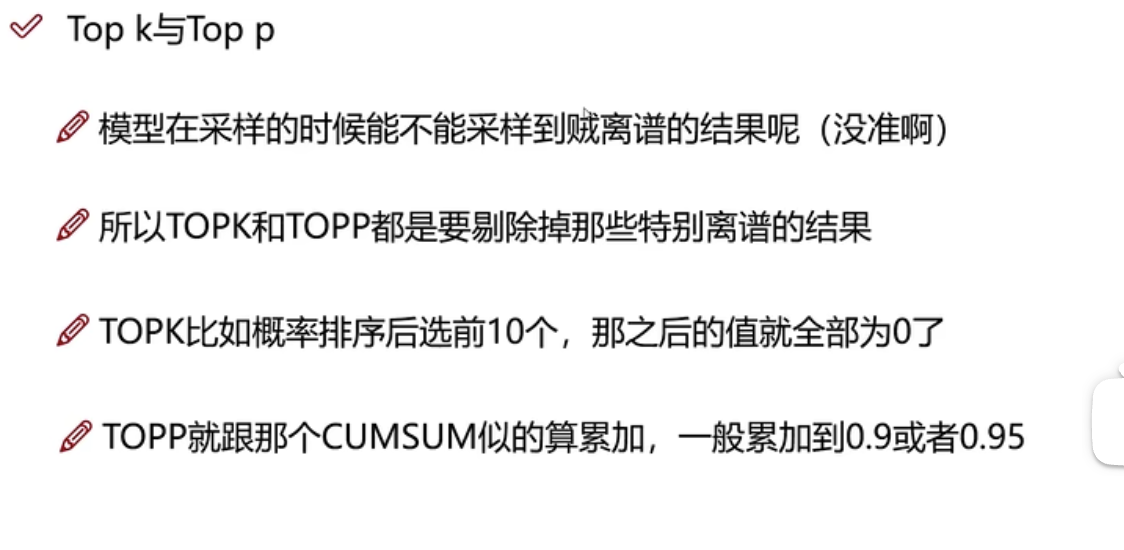 Top k与Top p
模型在采样的时候能不能采样到贼离谱的结果呢（没准啊）
所以TOPK和TOPP都是要剔除掉那些特别离谱的结果
TOPK比如概率排序后选前10个，那之后的值就全部为0了
TOPP就跟那个CUMSUM似的算累加，一般累加到0.9或者0.95